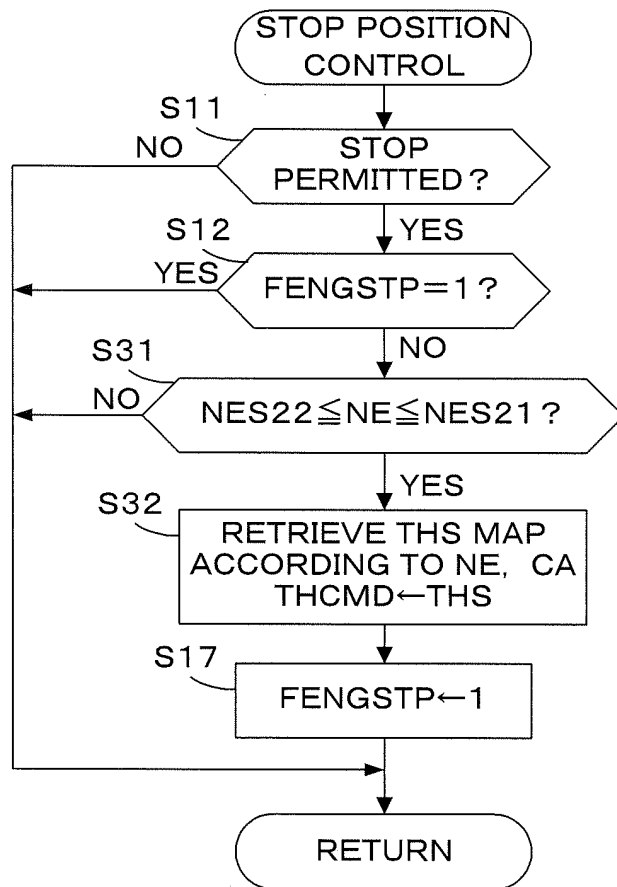 STOP POSITION
CONTROL
S11
NO
STOP
PERMITTED?
YES
S12
YES
FENGSTP=1?
NO
S31
NO
NES22≦NE≦NES21?
YES
S32
RETRIEVE THS MAP
ACCORDING TO NE, CA
THCMD←THS
S17
FENGSTP←1
RETURN